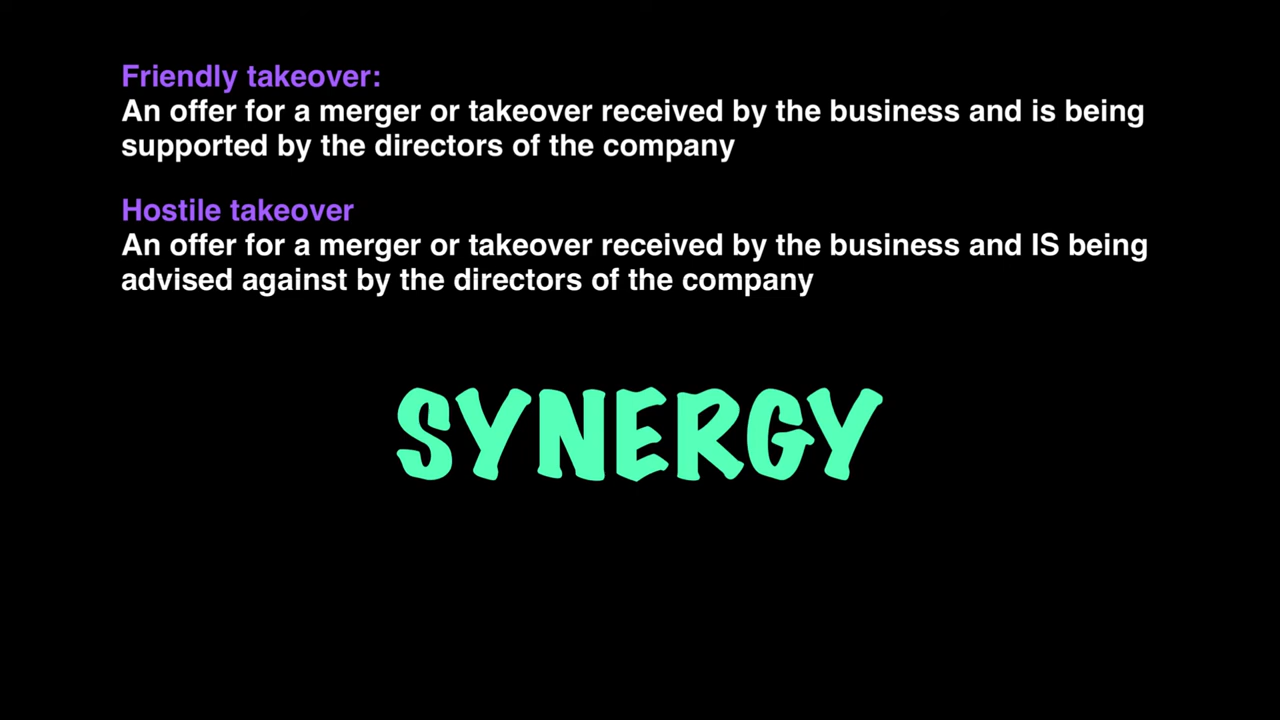 Friendly takeover:
An offer for a merger or takeover received by the business and is being
supported by the directors of the company
Hostile takeover
An offer for a merger or takeover received by the business and IS being
advised against by the directors of the company
SYNERGY